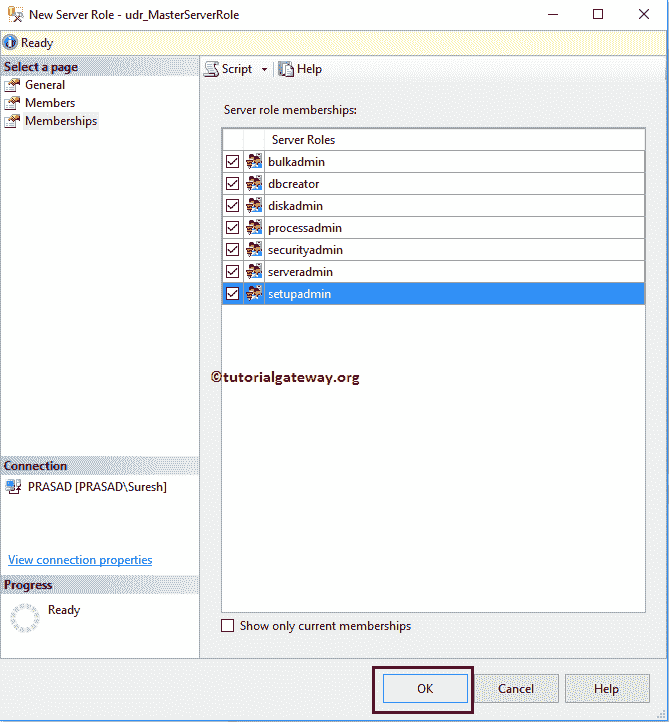 New Server Role - udr_MasterServerRole
Ready
Select a page
General
Members
Memberships
Script
Help
Server role memberships:
Server Roles
bulkadmin
dbcreator
diskadmin
processadmin
securityadmin
serveradmin
setupadmin
©tutorialgateway.org
Connection
PRASAD [PRASAD\Suresh]
View connection properties
Progress
Ready
Show only current memberships
OK
Cancel
Help